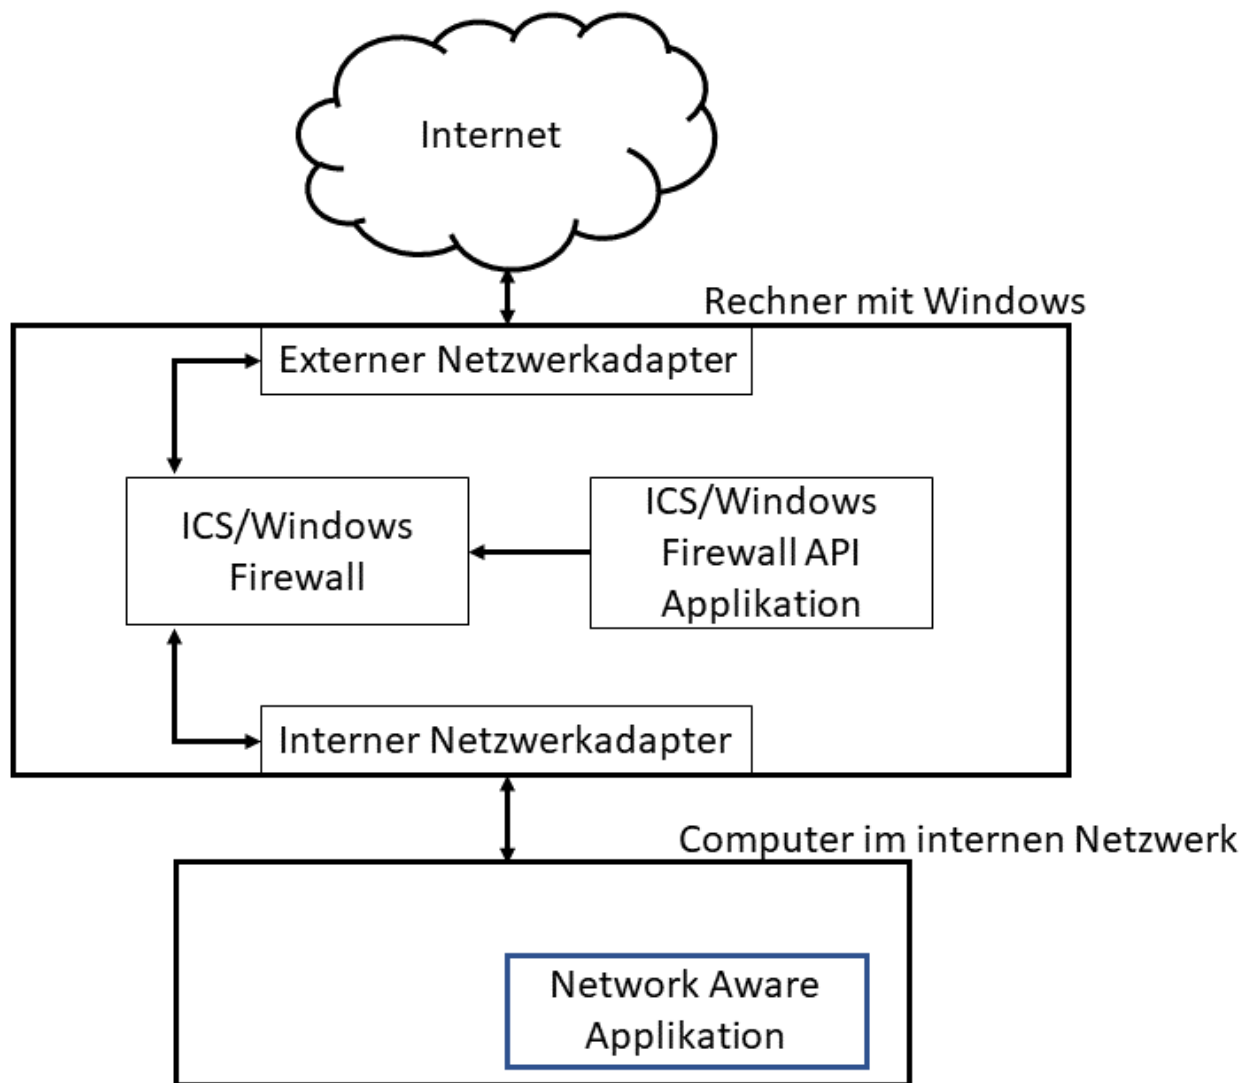 Internet
Rechner mit Windows
Externer Netzwerkadapter
ICS/Windows
Firewall
ICS/Windows
Firewall API
Applikation
Interner Netzwerkadapter
Computer im internen Netzwerk
Network Aware
Applikation